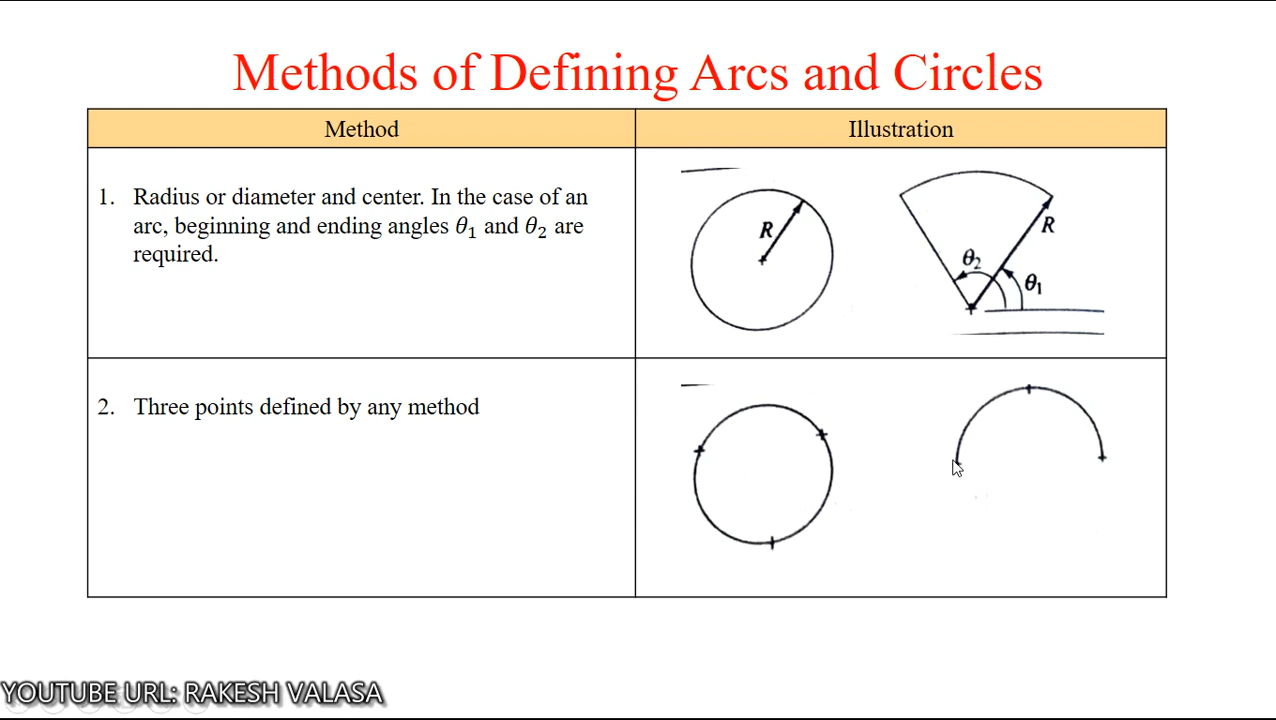 Methods of Defining Arcs and Circles
Method
Illustration
1. Radius or diameter and center. In the case of an
arc, beginning and ending angles θ₁ and θ₂ are
required.
R
R
θ₂
θ₁
2. Three points defined by any method
YOUTUBE URL: RAKESH VALASA